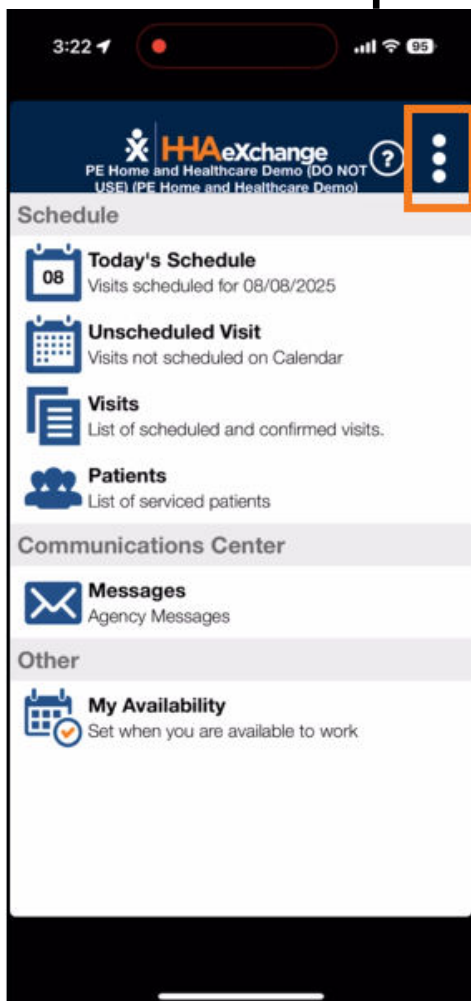 3:22
95
HHAeXchange
PE Home and Healthcare Demo (DO NOT
USE) (PE Home and Healthcare Demo)
?
Schedule
08
Today's Schedule
Visits scheduled for 08/08/2025
Unscheduled Visit
Visits not scheduled on Calendar
Visits
List of scheduled and confirmed visits.
Patients
List of serviced patients
Communications Center
Messages
Agency Messages
Other
My Availability
Set when you are available to work